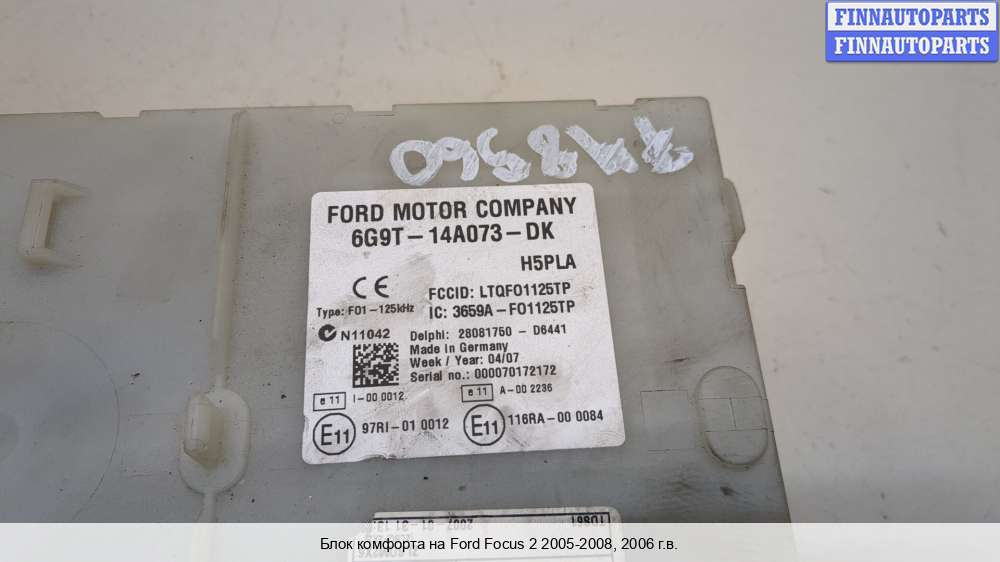 FINNAUTOPARTS
FINNAUTOPARTS
FORD MOTOR COMPANY
6G9T-14A073-DK
H5PLA
CE
FCCID: LTQFO1125TP
Type: FO1-125kHz
IC: 3659A-FO1125TP
N11042
Delphi: 28081750 - D6441
Made in Germany
Week / Year: 04/07
Serial no.: 000070172172
e 11 I-00 0012
e 11 A-00 2236
E11 97RI-01 0012
E11 116RA-00 0084
Блок комфорта на Ford Focus 2 2005-2008, 2006 г.в.